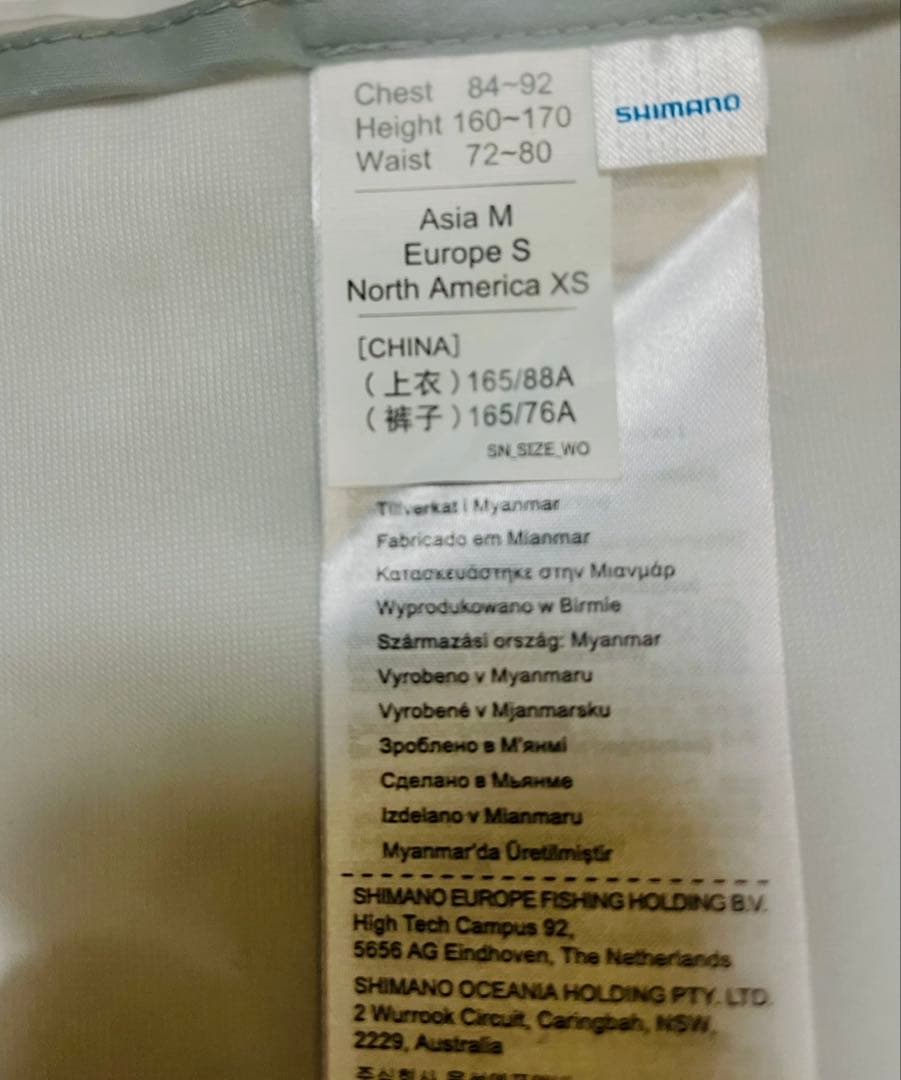 Chest 84~92
Height 160~170
Waist 72~80
SHIMANO
Asia M
Europe S
North America XS
[CHINA]
(上衣)165/88A
(裤子)165/76A
SN_SIZE_WO
Tillverkat i Myanmar
Fabricado em Mianmar
Κατασκευάστηκε στην Μιανμάρ
Wyprodukowano w Birmie
Származási ország: Myanmar
Vyrobeno v Myanmaru
Vyrobené v Mjanmarsku
Зроблено в М'янмі
Сделано в Мьянме
Izdelano v Mianmaru
Myanmar'da Üretilmiştir
SHIMANO EUROPE FISHING HOLDING B.V.
High Tech Campus 92,
5656 AG Eindhoven, The Netherlands
SHIMANO OCEANIA HOLDING PTY. LTD.
2 Wurrook Circuit, Caringbah, NSW,
2229, Australia